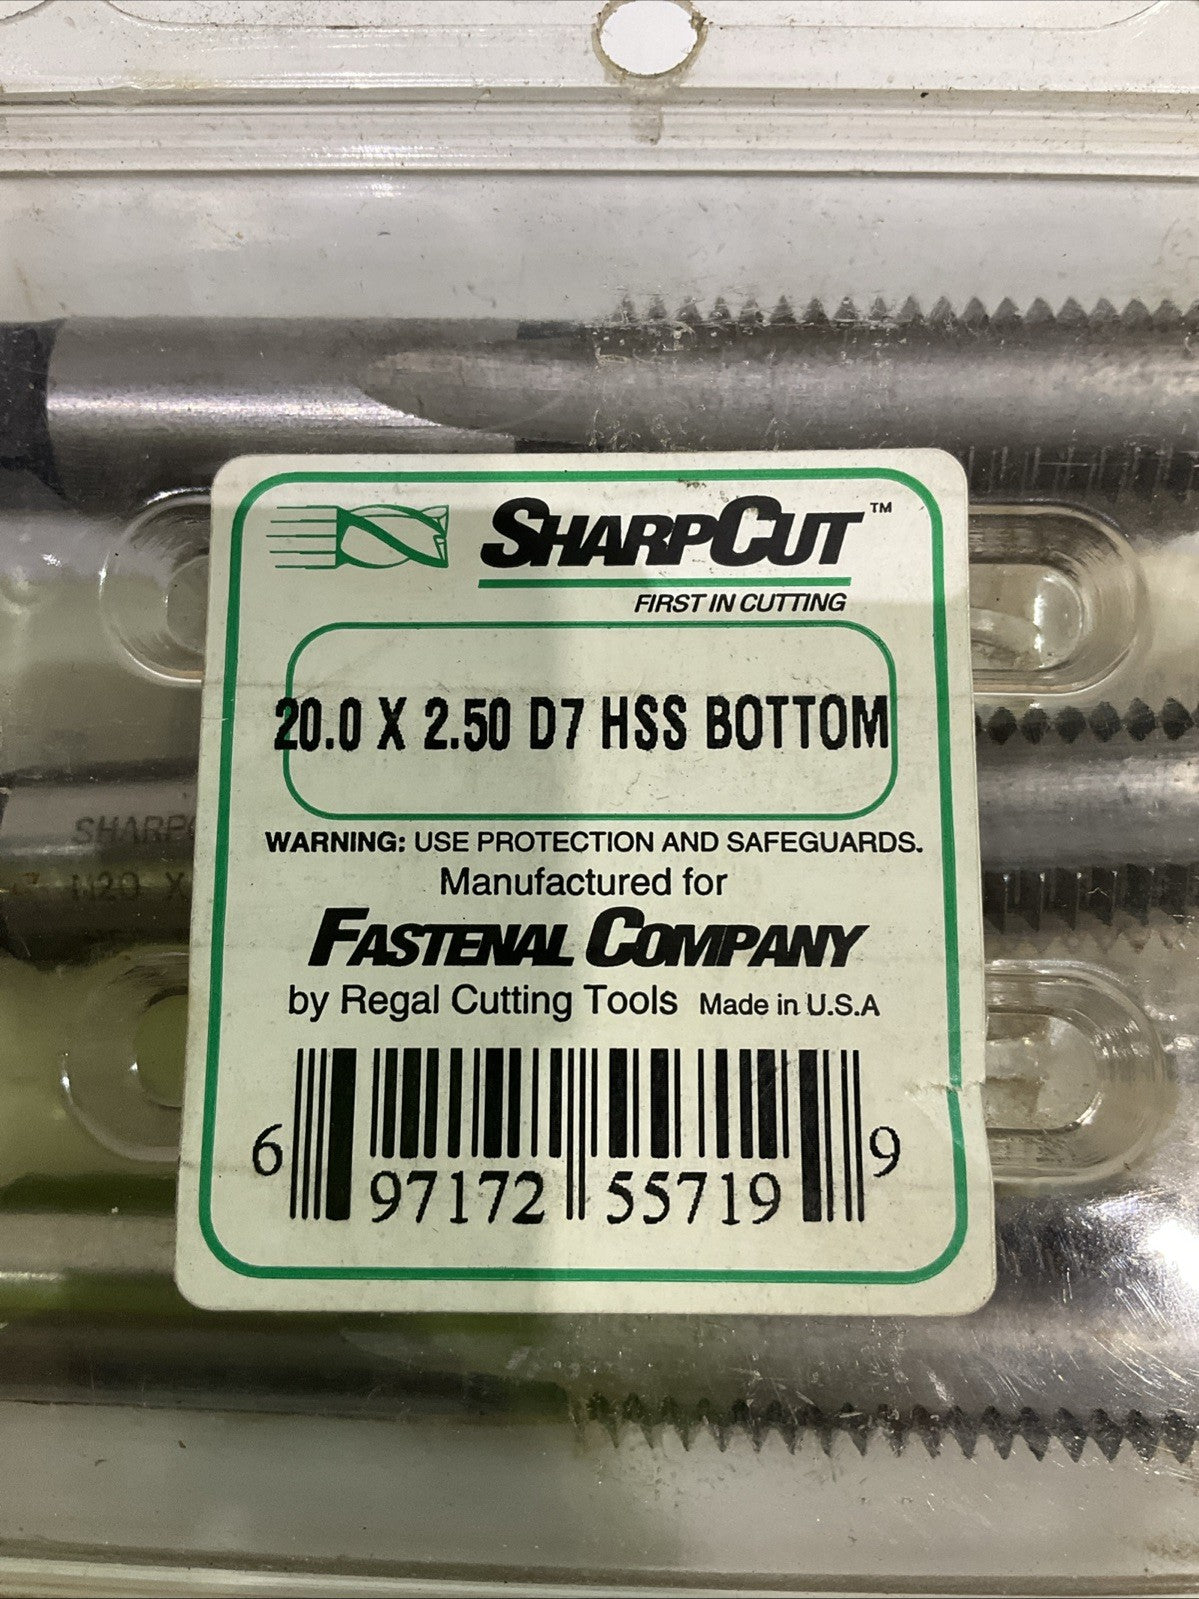 SHARPCUT™
FIRST IN CUTTING
20.0 X 2.50 D7 HSS BOTTOM
WARNING: USE PROTECTION AND SAFEGUARDS.
Manufactured for
FASTENAL COMPANY
by Regal Cutting Tools Made in U.S.A
6 97172 55719 9
M20 X